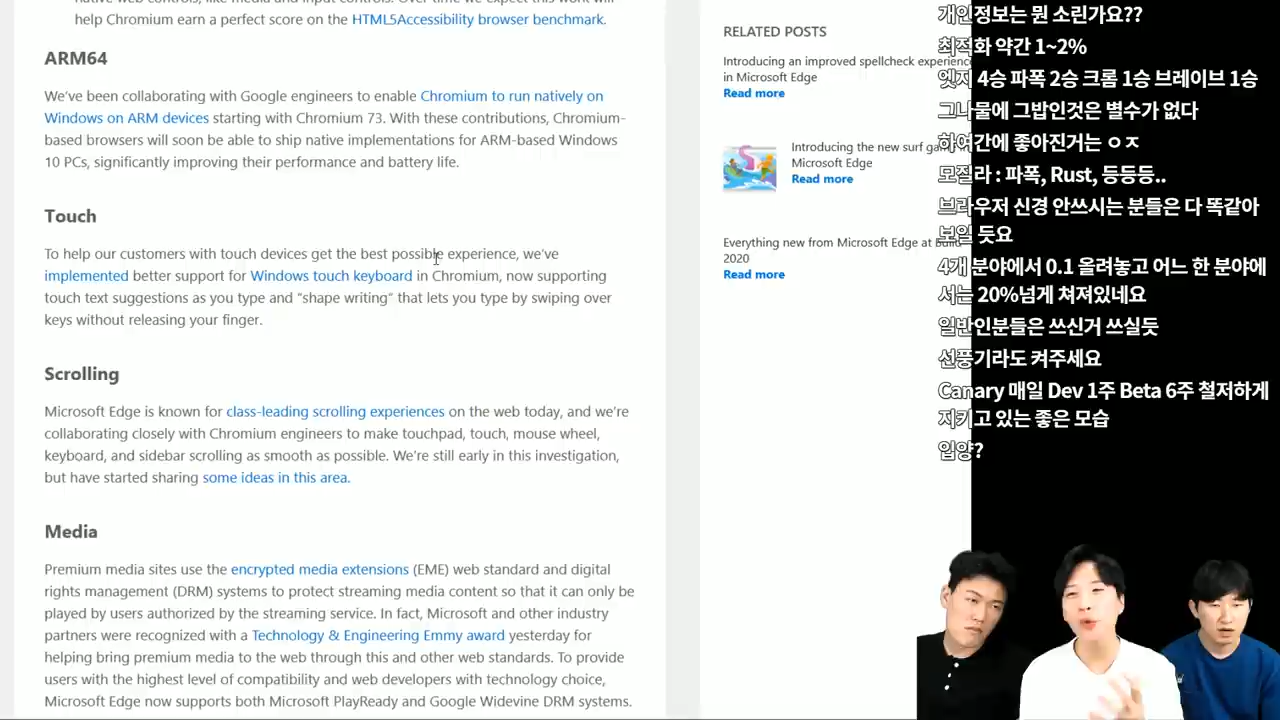 native web controls, like media and input controls. Over time we expect this work will
help Chromium earn a perfect score on the HTML5Accessibility browser benchmark.
ARM64
We've been collaborating with Google engineers to enable Chromium to run natively on
Windows on ARM devices starting with Chromium 73. With these contributions, Chromium-
based browsers will soon be able to ship native implementations for ARM-based Windows
10 PCs, significantly improving their performance and battery life.
Touch
To help our customers with touch devices get the best possible experience, we've
implemented better support for Windows touch keyboard in Chromium, now supporting
touch text suggestions as you type and "shape writing" that lets you type by swiping over
keys without releasing your finger.
Scrolling
Microsoft Edge is known for class-leading scrolling experiences on the web today, and we're
collaborating closely with Chromium engineers to make touchpad, touch, mouse wheel,
keyboard, and sidebar scrolling as smooth as possible. We're still early in this investigation,
but have started sharing some ideas in this area.
Media
Premium media sites use the encrypted media extensions (EME) web standard and digital
rights management (DRM) systems to protect streaming media content so that it can only be
played by users authorized by the streaming service. In fact, Microsoft and other industry
partners were recognized with a Technology & Engineering Emmy award yesterday for
helping bring premium media to the web through this and other web standards. To provide
users with the highest level of compatibility and web developers with technology choice,
Microsoft Edge now supports both Microsoft PlayReady and Google Widevine DRM systems.
RELATED POSTS
Introducing an improved spellcheck experience
in Microsoft Edge
Read more
Introducing the new surf
Microsoft Edge
Read more
Everything new from Microsoft Edge at Build
2020
Read more
개인정보는 뭔 소린가요??
최적화 약간 1~2%
엣지 4승 파폭 2승 크롬 1승 브레이브 1승
그나물에 그밥인것은 별수가 없다
하여간에 좋아진거는 ㅇㅈ
모질라 : 파폭, Rust, 등등등..
브라우저 신경 안쓰시는 분들은 다 똑같아
보일 듯요
4개 분야에서 0.1 올려놓고 어느 한 분야에
서는 20%넘게 쳐져있네요
일반인분들은 쓰신거 쓰실듯
선풍기라도 켜주세요
Canary 매일 Dev 1주 Beta 6주 철저하게
지키고 있는 좋은 모습
입양?